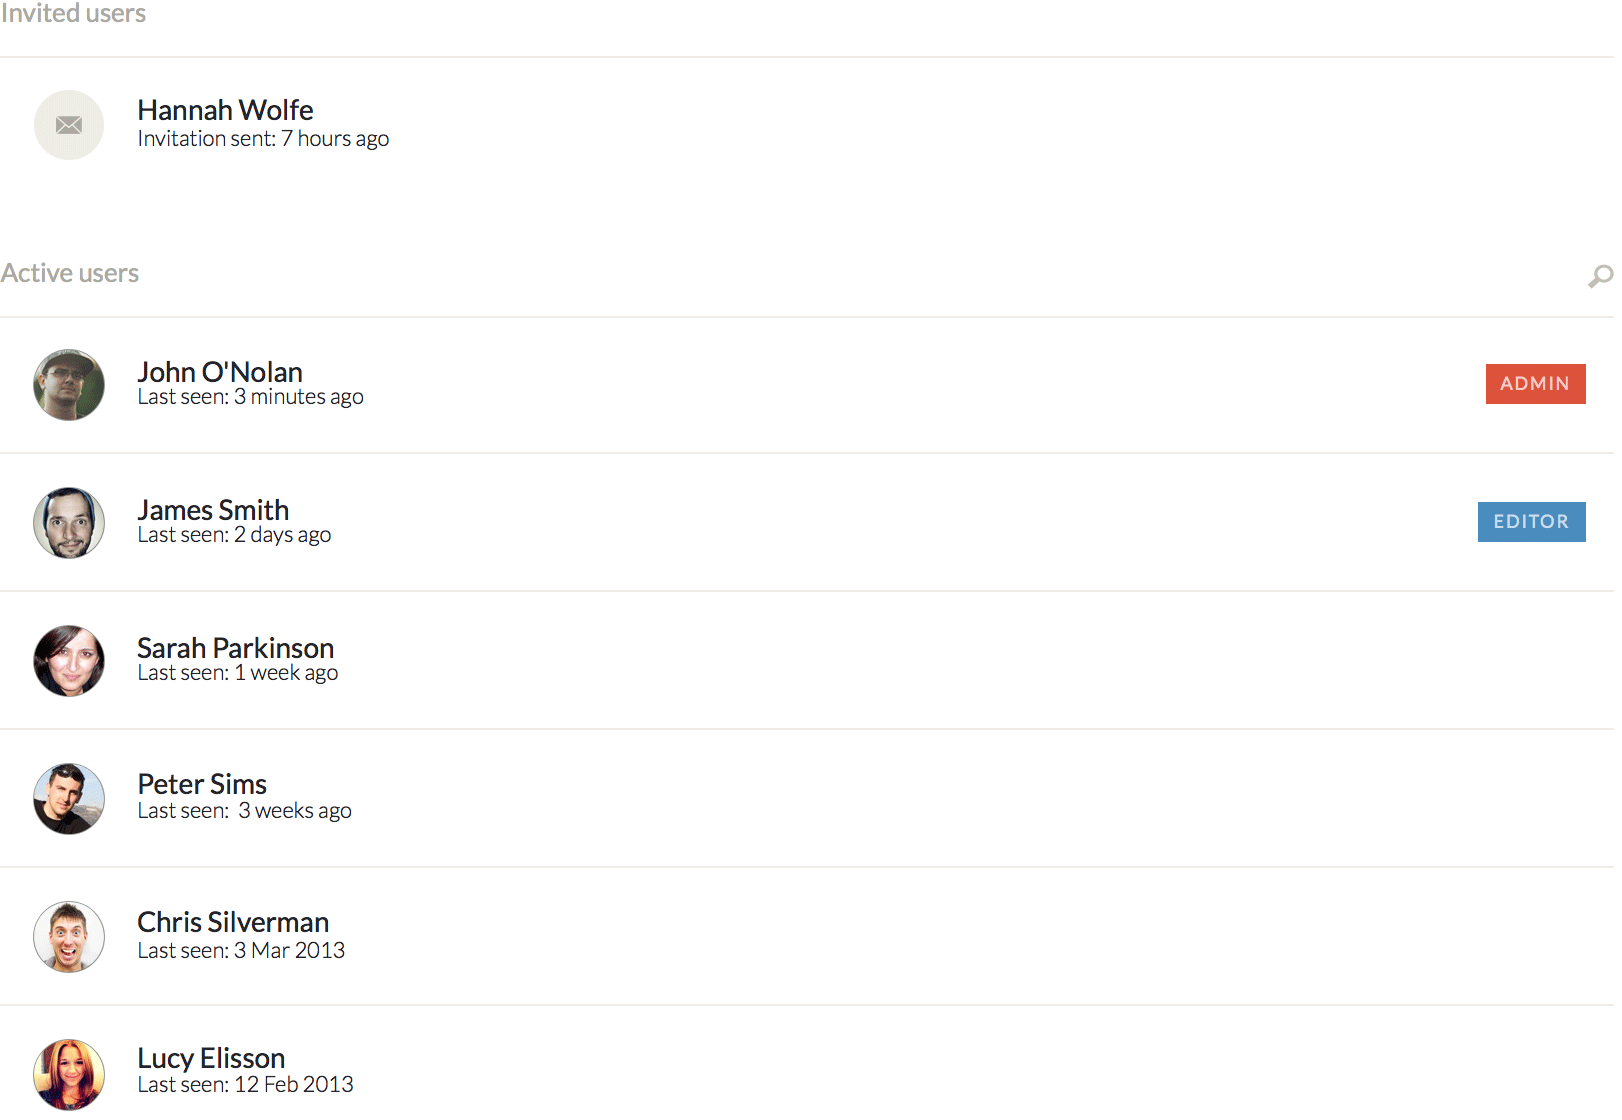 Invited users
Hannah Wolfe
Invitation sent: 7 hours ago
Active users
John O'Nolan
Last seen: 3 minutes ago
ADMIN
James Smith
Last seen: 2 days ago
EDITOR
Sarah Parkinson
Last seen: 1 week ago
Peter Sims
Last seen:  3 weeks ago
Chris Silverman
Last seen: 3 Mar 2013
Lucy Elisson
Last seen: 12 Feb 2013